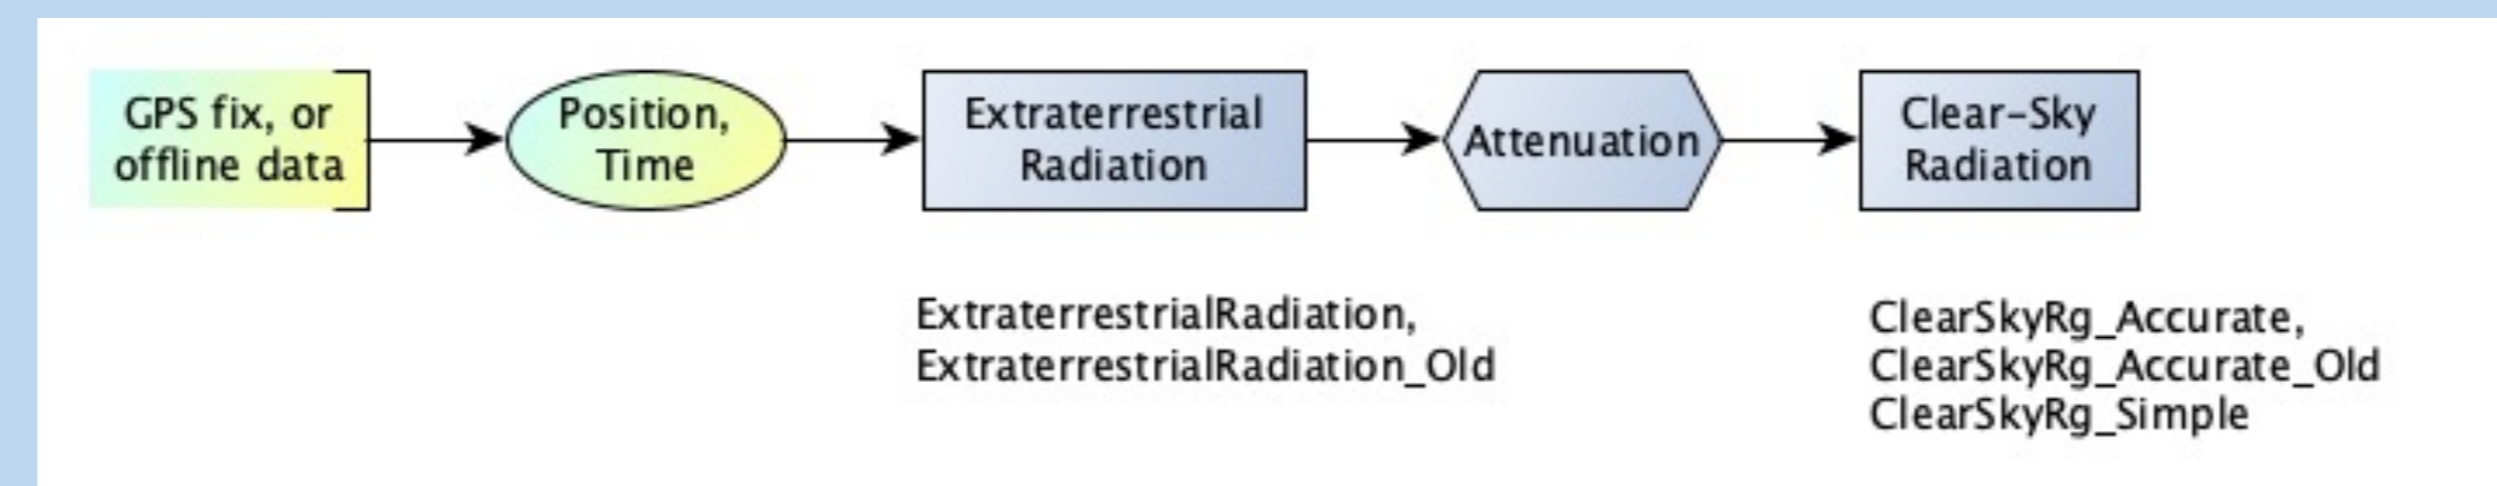 GPS fix, or
offline data
Position,
Time
Extraterrestrial
Radiation
Attenuation
Clear-Sky
Radiation
ExtraterrestrialRadiation,
ExtraterrestrialRadiation_Old
ClearSkyRg_Accurate,
ClearSkyRg_Accurate_Old
ClearSkyRg_Simple